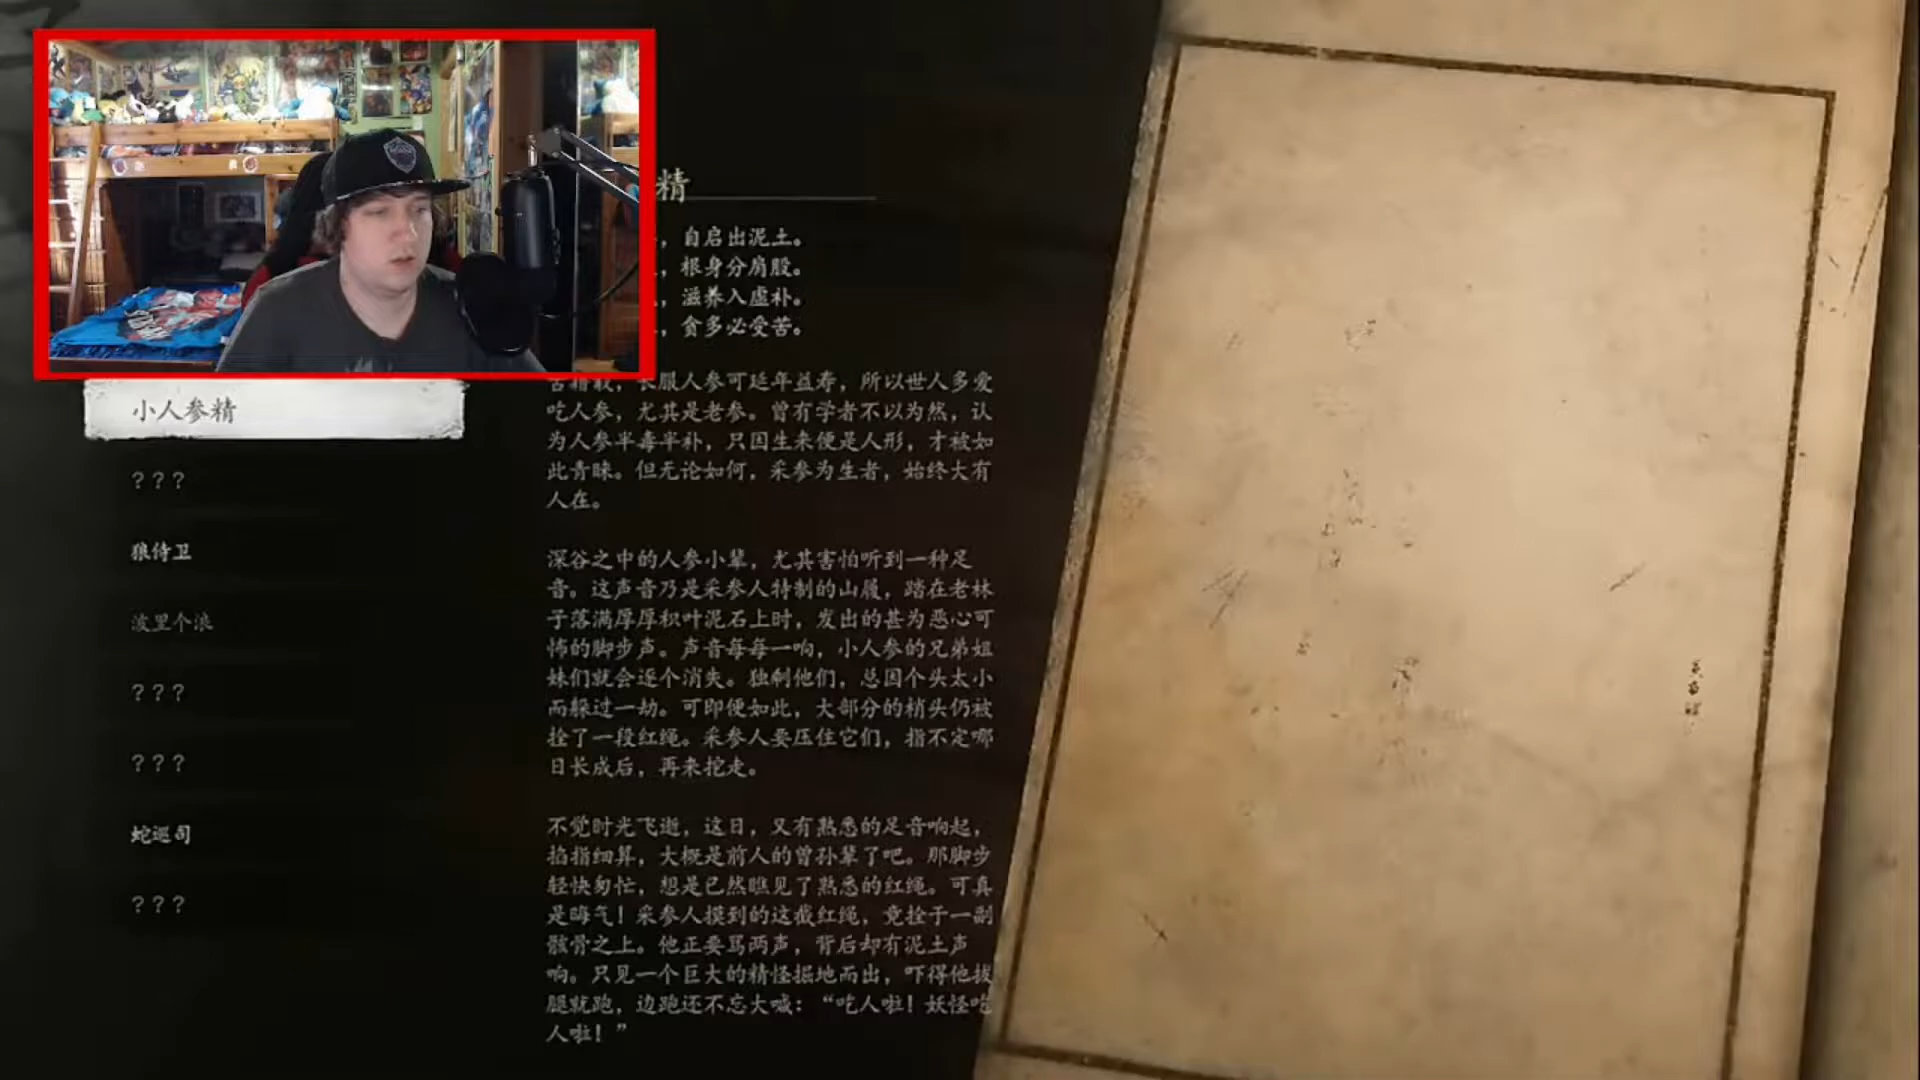 精
，自启出泥土。
，根身分肩股。
，滋养入虚补。
，贪多必受苦。
长服人参可延年益寿，所以世人多爱
吃人参，尤其是老参。曾有学者不以为然，认
为人参半毒半补，只因生来便是人形，才被如
此青睐。但无论如何，采参为生者，始终大有
人在。
深谷之中的人参小辈，尤其害怕听到一种足
音。这声音乃是采参人特制的山履，踏在老林
子落满厚厚积叶泥石上时，发出的甚为恶心可
怖的脚步声。声音每每一响，小人参的兄弟姐
妹们就会逐个消失。独剩他们，总因个头太小
而躲过一劫。可即便如此，大部分的梢头仍被
拴了一段红绳。采参人要压住它们，指不定哪
日长成后，再来挖走。
不觉时光飞逝，这日，又有熟悉的足音响起，
掐指细算，大概是前人的曾孙辈了吧。那脚步
轻快匆忙，想是已然瞧见了熟悉的红绳。可真
是晦气！采参人摸到的这截红绳，竟拴于一副
骸骨之上。他正要骂两声，背后却有泥土声
响。只见一个巨大的精怪掘地而出，吓得他拔
腿就跑，边跑还不忘大喊：“吃人啦！妖怪吃
人啦！”
小人参精
？？？
狼侍卫
波里个浪
？？？
？？？
蛇巡司
？？？